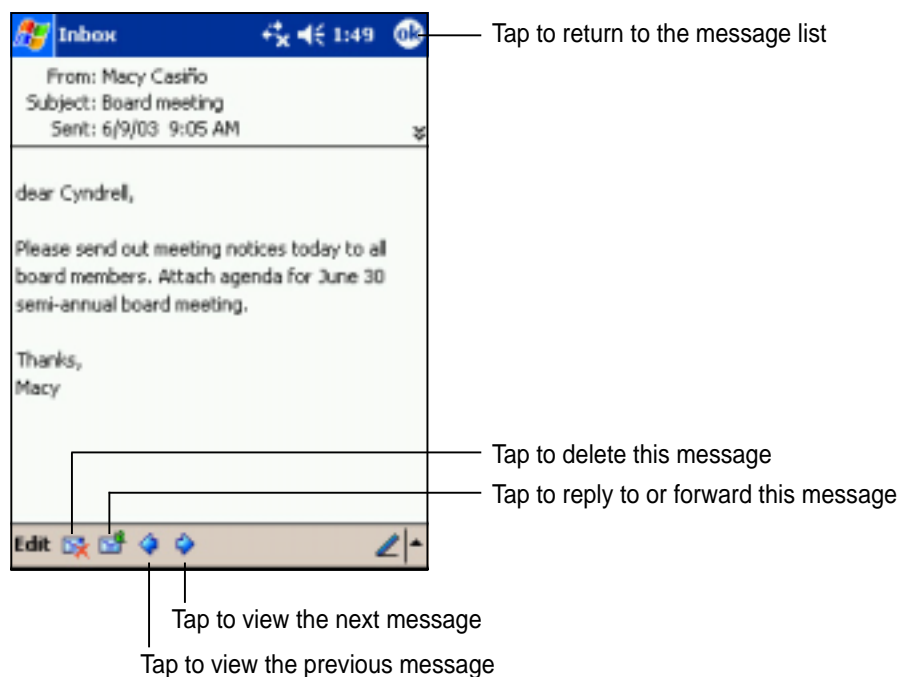 Inbox 1:49 ok
Tap to return to the message list
From: Macy Casiño
Subject: Board meeting
Sent: 6/9/03 9:05 AM
dear Cyndrell,
Please send out meeting notices today to all
board members. Attach agenda for June 30
semi-annual board meeting.
Thanks,
Macy
Tap to delete this message
Tap to reply to or forward this message
Edit
Tap to view the next message
Tap to view the previous message